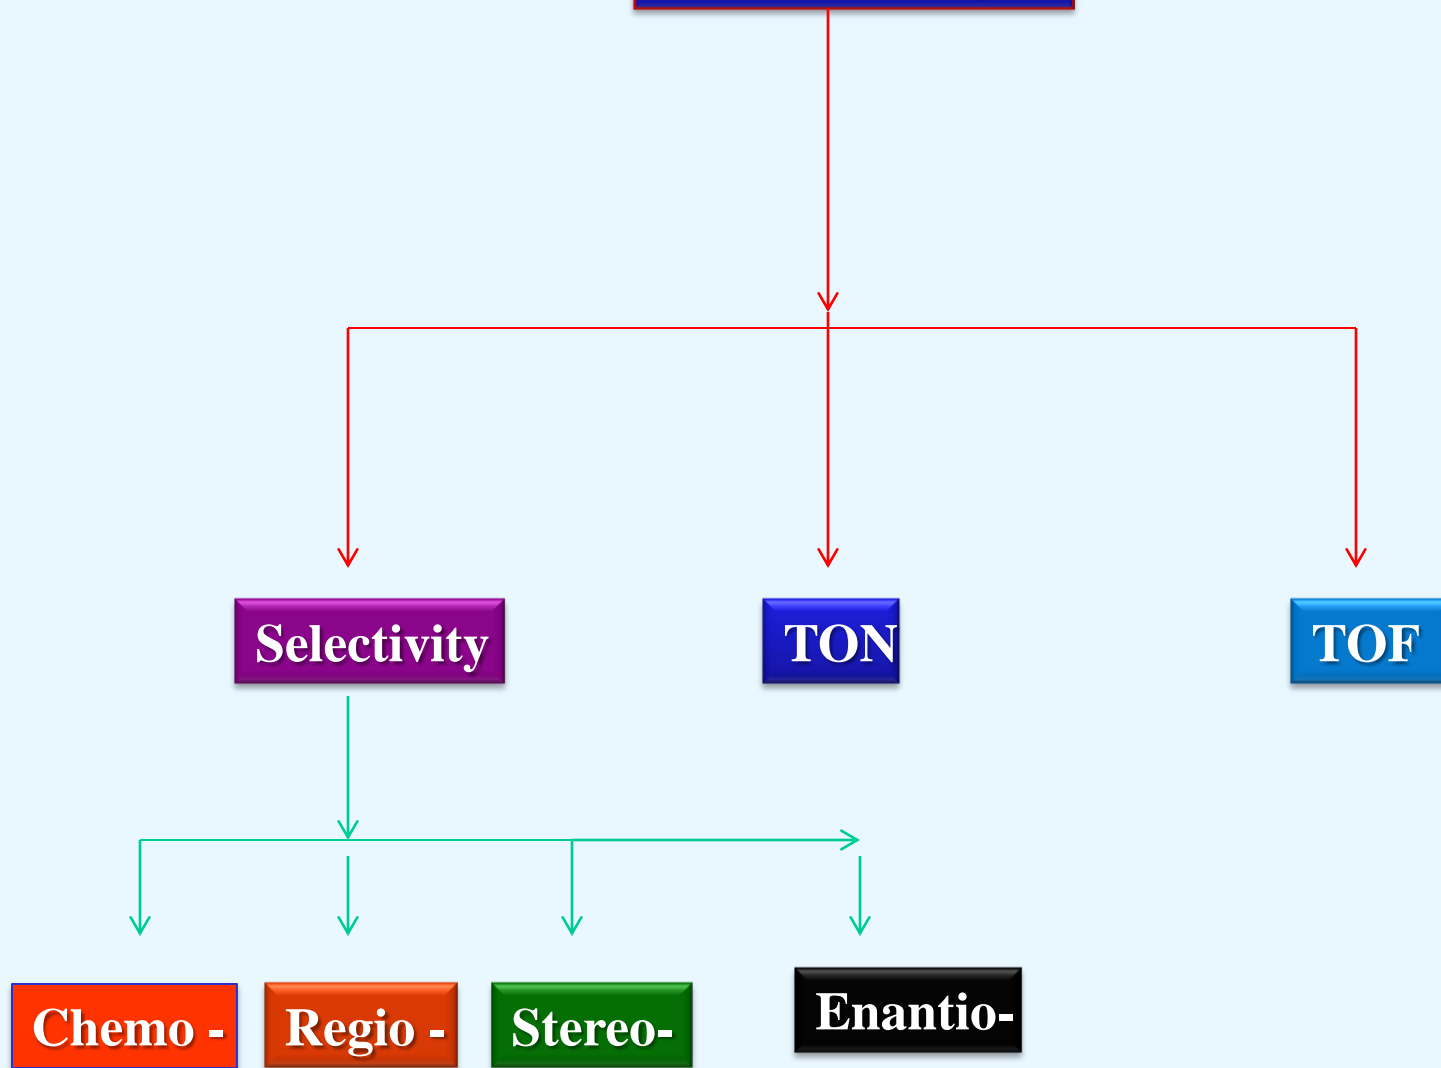 Selectivity
TON
TOF
Chemo -
Regio -
Stereo-
Enantio-